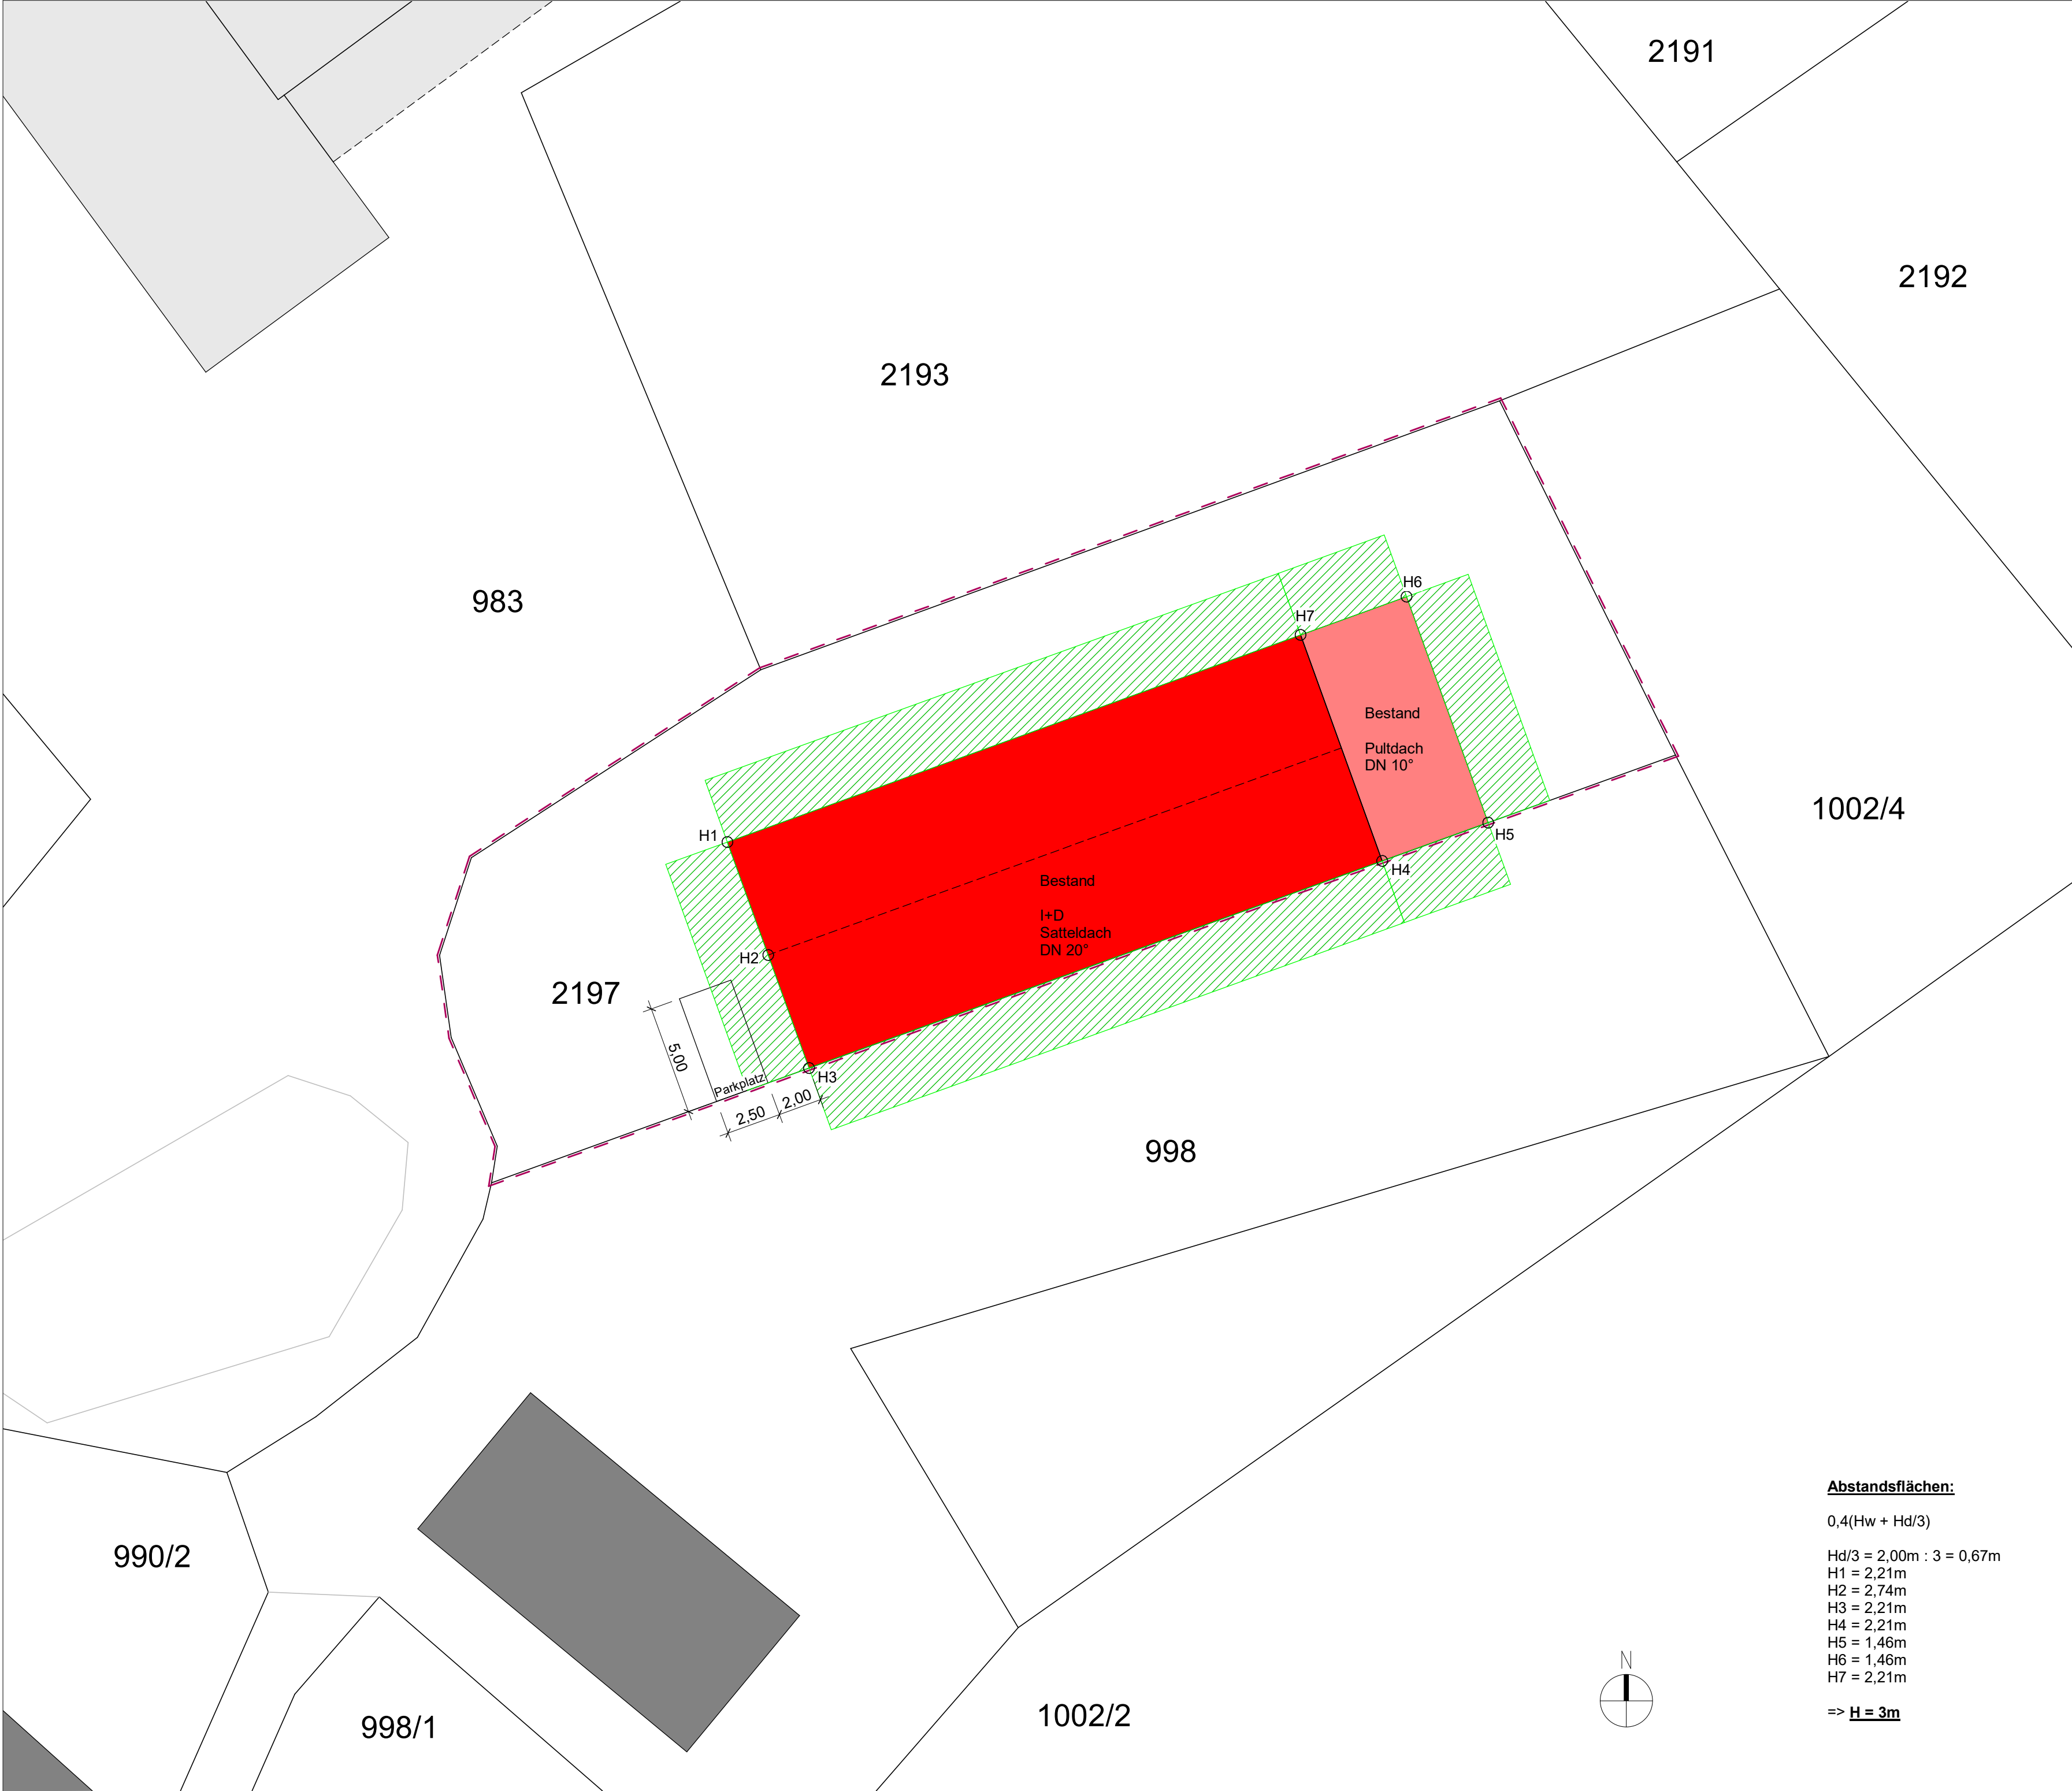 2191
2192
2193
983
H6
H7
Bestand
Pultdach
DN 10°
1002/4
H1
H5
H4
Bestand
I+D
Satteldach
DN 20°
H2
2197
5,00
Parkplatz
H3
2,50
2,00
998
Abstandsflächen:
0,4(Hw + Hd/3)
Hd/3 = 2,00m : 3 = 0,67m
H1 = 2,21m
H2 = 2,74m
H3 = 2,21m
H4 = 2,21m
H5 = 1,46m
H6 = 1,46m
H7 = 2,21m
=> H = 3m
990/2
N
998/1
1002/2